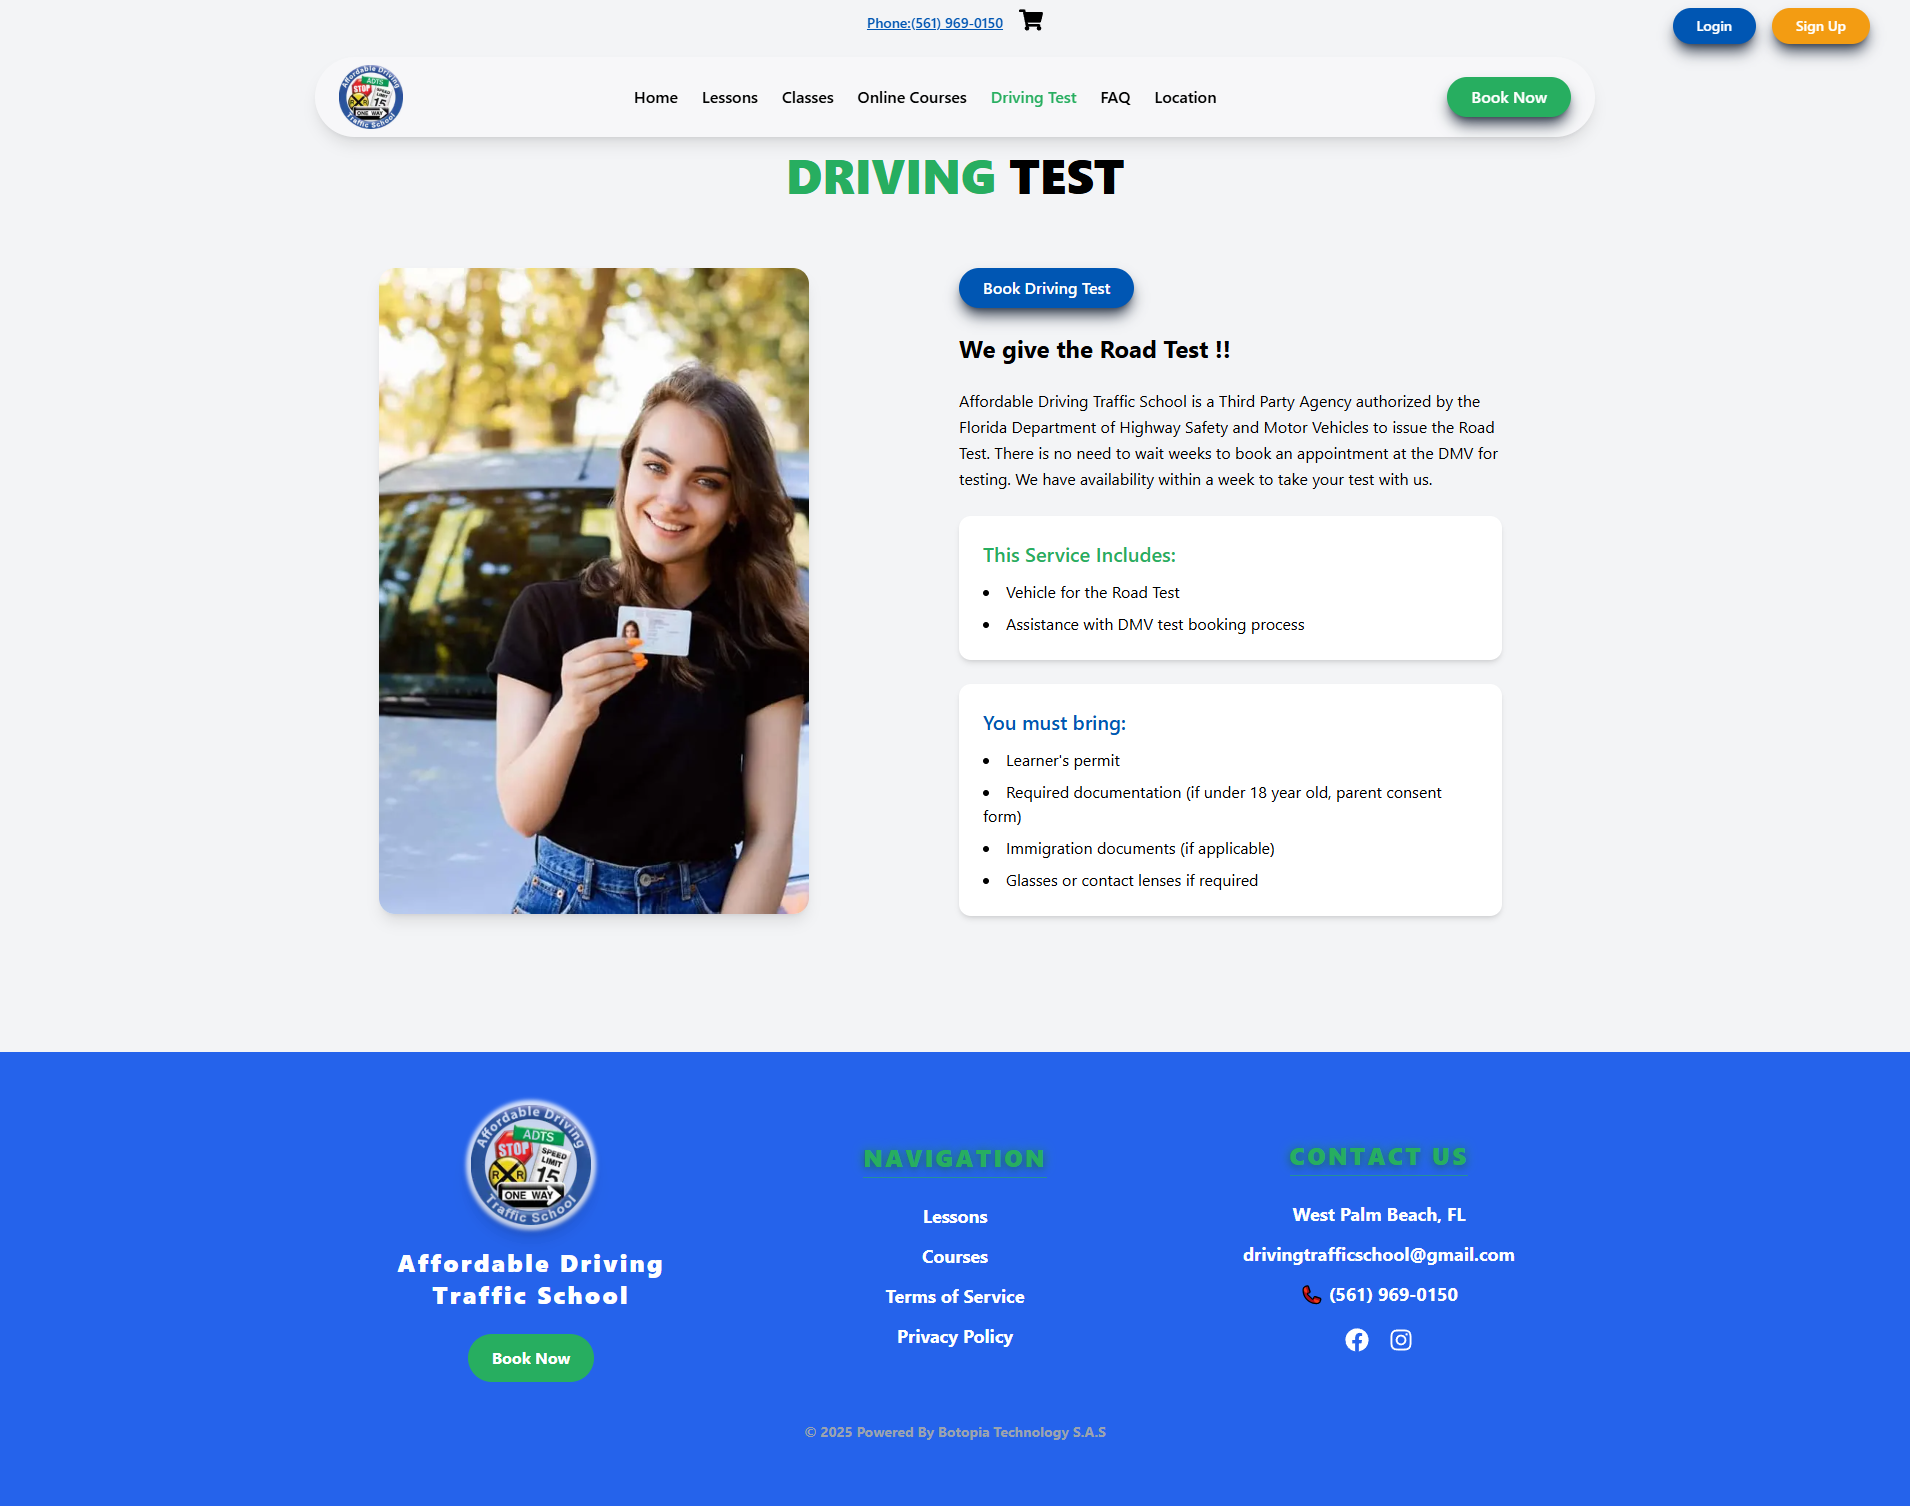 Phone:(561) 969-0150
Login
Sign Up
Affordable Driving
ADTS
STOP
SPEED
LIMIT
15
R R
ONE WAY
Traffic School
Home
Lessons
Classes
Online Courses
Driving Test
FAQ
Location
Book Now
DRIVING TEST
Book Driving Test
We give the Road Test !!
Affordable Driving Traffic School is a Third Party Agency authorized by the
Florida Department of Highway Safety and Motor Vehicles to issue the Road
Test. There is no need to wait weeks to book an appointment at the DMV for
testing. We have availability within a week to take your test with us.
This Service Includes:
• Vehicle for the Road Test
• Assistance with DMV test booking process
You must bring:
• Learner's permit
• Required documentation (if under 18 year old, parent consent
form)
• Immigration documents (if applicable)
• Glasses or contact lenses if required
Affordable Driving
ADTS
STOP
SPEED
LIMIT
15
R R
ONE WAY
Traffic School
Affordable Driving
Traffic School
Book Now
NAVIGATION
Lessons
Courses
Terms of Service
Privacy Policy
CONTACT US
West Palm Beach, FL
drivingtrafficschool@gmail.com
(561) 969-0150
© 2025 Powered By Botopia Technology S.A.S